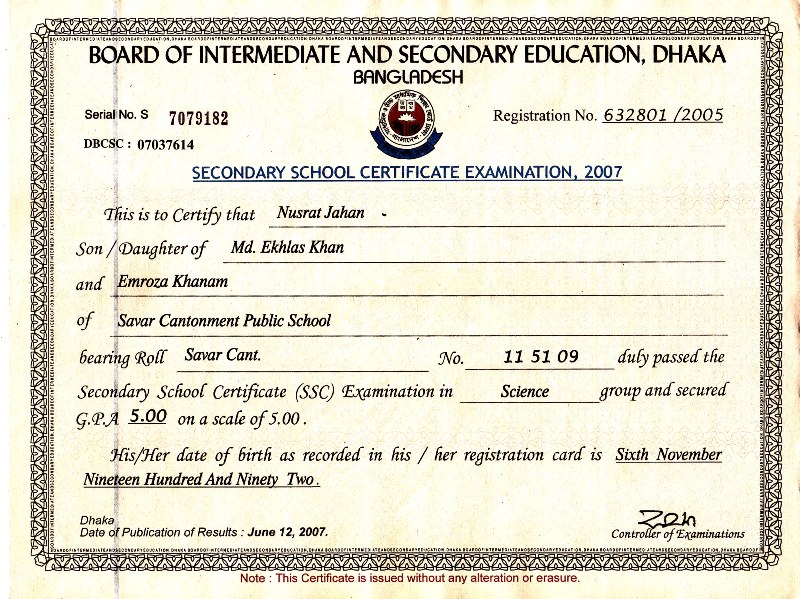 BOARD OF INTERMEDIATE AND SECONDARY EDUCATION, DHAKA
BANGLADESH
Serial No. S 7079182
Registration No. 632801 /2005
DBCSC : 07037614
SECONDARY SCHOOL CERTIFICATE EXAMINATION, 2007
This is to Certify that Nusrat Jahan -
Son / Daughter of Md. Ekhlas Khan
and Emroza Khanam
of Savar Cantonment Public School
bearing Roll Savar Cant. No. 11 51 09 duly passed the
Secondary School Certificate (SSC) Examination in Science group and secured
G.P.A 5.00 on a scale of 5.00 .
His/Her date of birth as recorded in his / her registration card is Sixth November
Nineteen Hundred And Ninety Two.
Dhaka
Date of Publication of Results : June 12, 2007.
Controller of Examinations
Note : This Certificate is issued without any alteration or erasure.